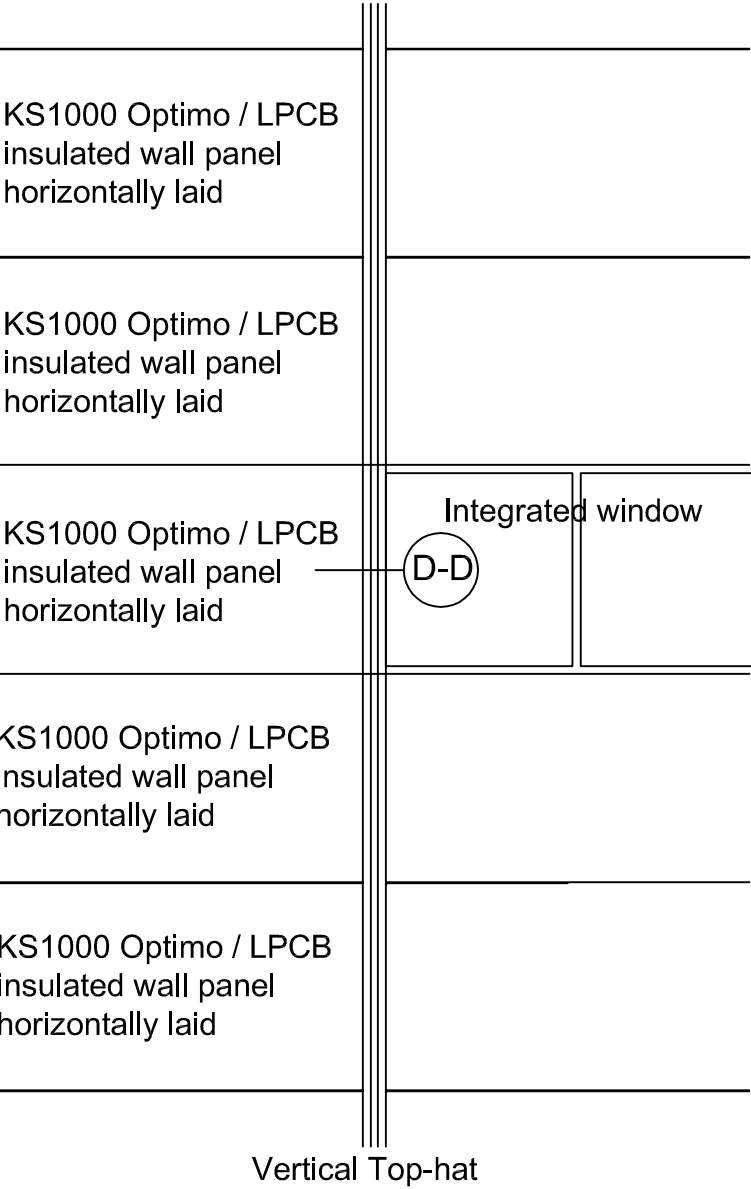 KS1000 Optimo / LPCB
insulated wall panel
horizontally laid
KS1000 Optimo / LPCB
insulated wall panel
horizontally laid
Integrated window
KS1000 Optimo / LPCB
insulated wall panel
horizontally laid
D-D
KS1000 Optimo / LPCB
insulated wall panel
horizontally laid
KS1000 Optimo / LPCB
insulated wall panel
horizontally laid
Vertical Top-hat